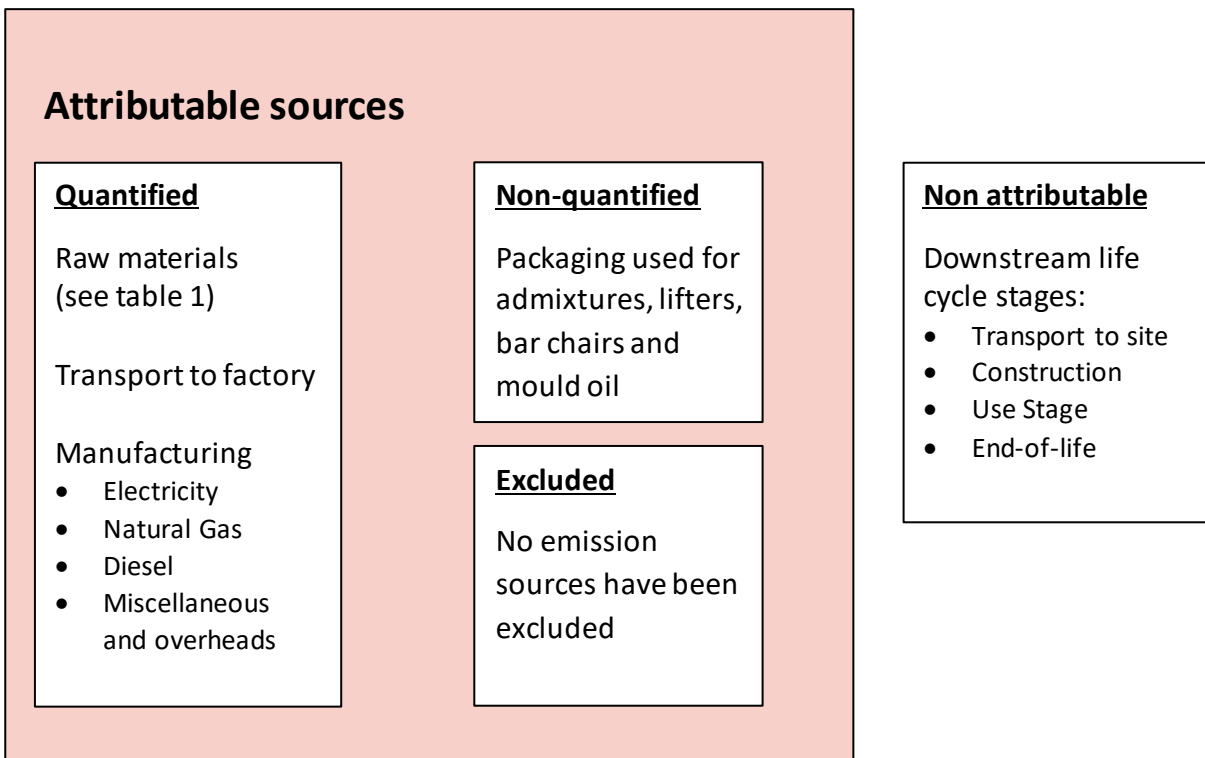 Attributable sources
Quantified
Raw materials
(see table 1)
Transport to factory
Manufacturing
• Electricity
• Natural Gas
• Diesel
• Miscellaneous
and overheads
Non-quantified
Packaging used for
admixtures, lifters,
bar chairs and
mould oil
Excluded
No emission
sources have been
excluded
Non attributable
Downstream life
cycle stages:
• Transport to site
• Construction
• Use Stage
• End-of-life